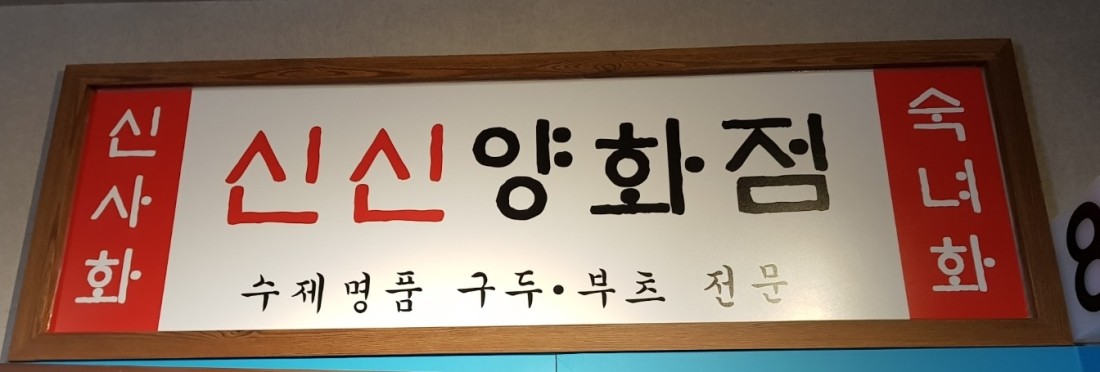 신사화
신신양화점
수제명품 구두·부츠 전문
숙녀화
8